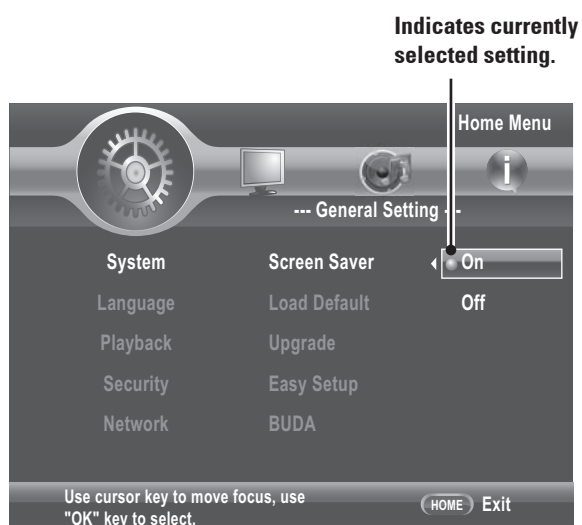 Indicates currently
selected setting.
Home Menu
--- General Setting ---
System
Screen Saver
On
Language
Load Default
Off
Playback
Upgrade
Security
Easy Setup
Network
BUDA
Use cursor key to move focus, use
"OK" key to select.
HOME Exit